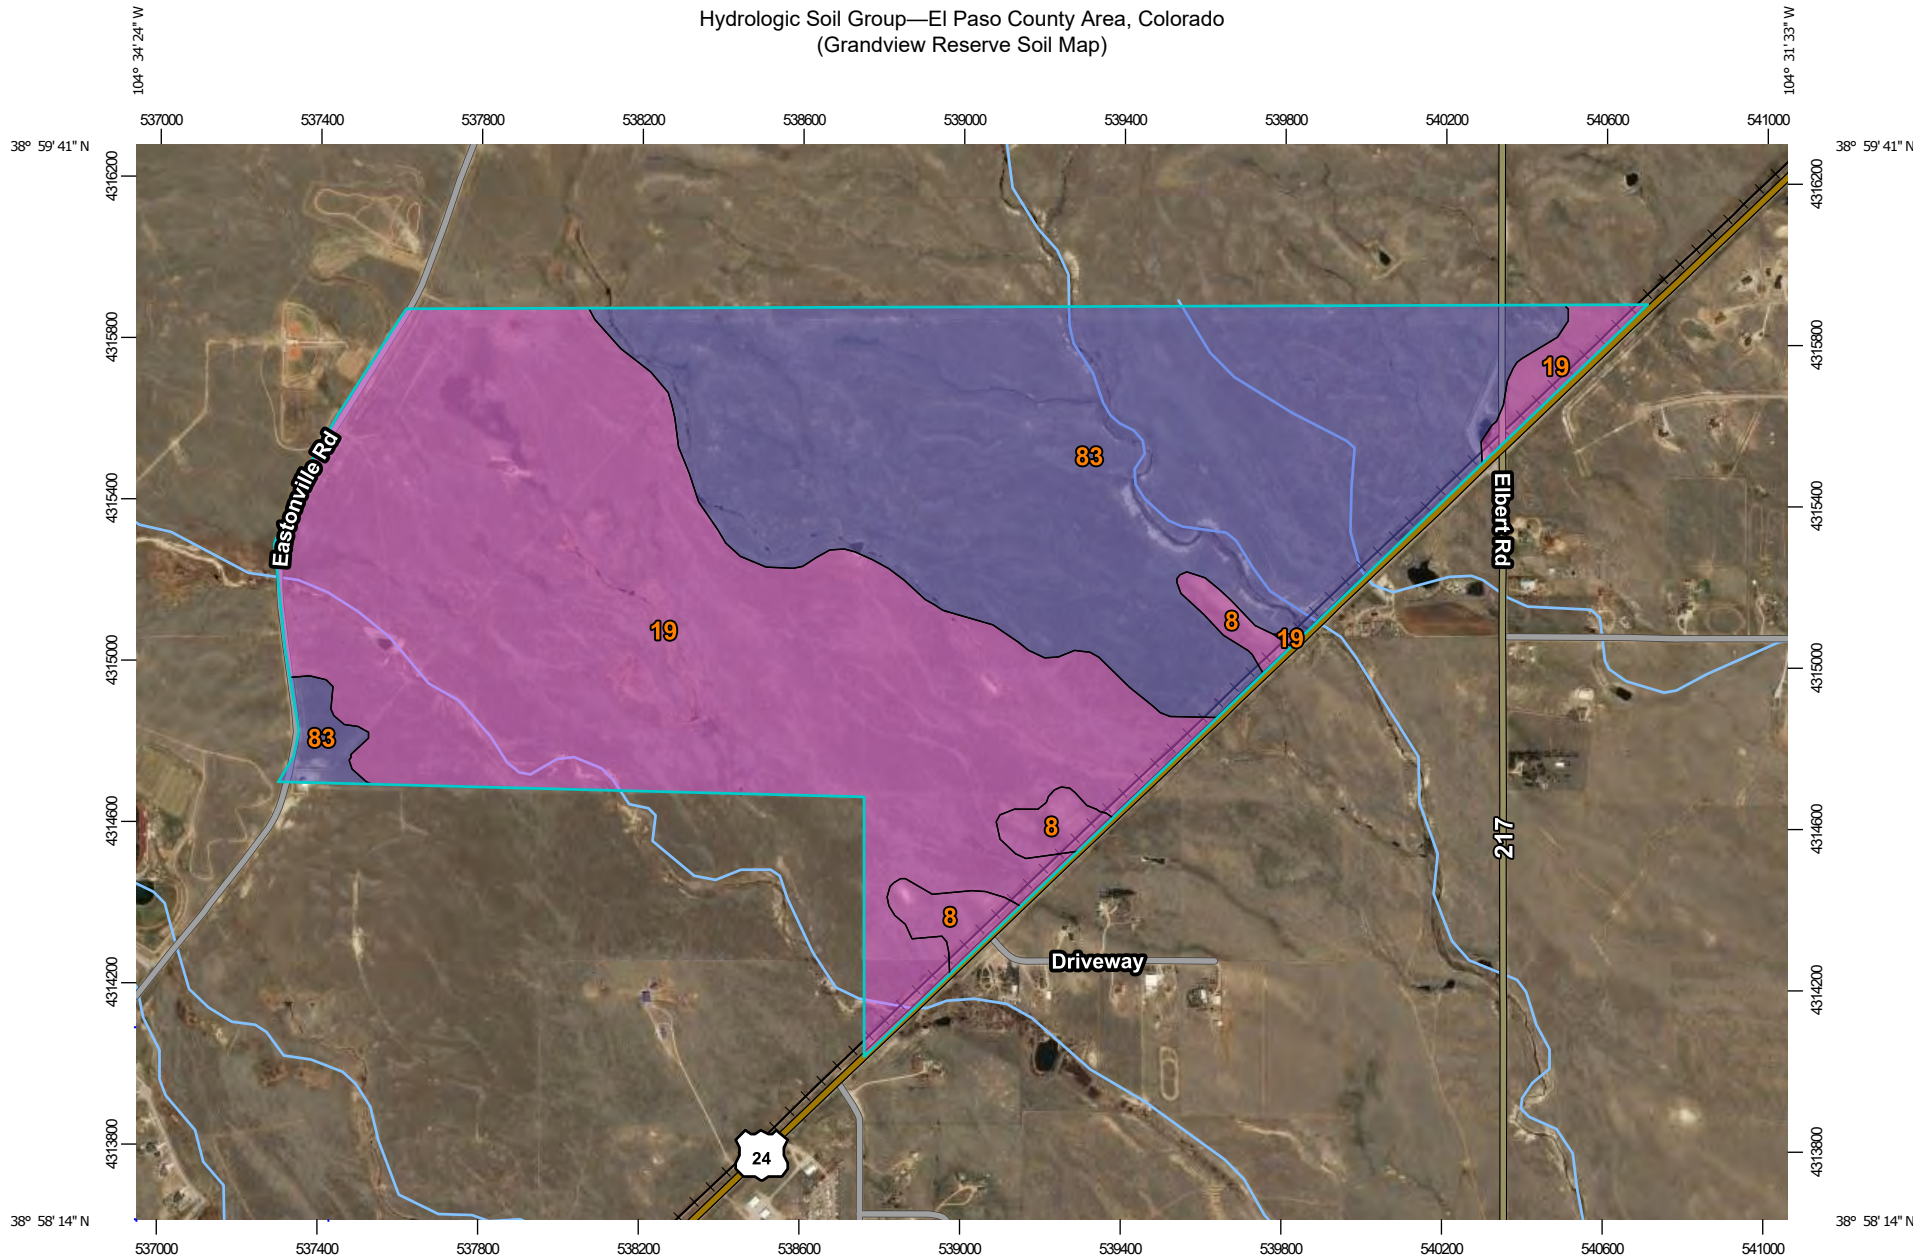 Hydrologic Soil Group—El Paso County Area, Colorado
(Grandview Reserve Soil Map)
104° 34' 24" W
104° 31' 33" W
537000 537400 537800 538200 538600 539000 539400 539800 540200 540600 541000
38° 59' 41" N
38° 59' 41" N
4316200
4316200
4315800
4315800
19
Eastonville Rd
83
4315400
4315400
Elbert Rd
19
8
19
4315000
4315000
83
4314600
8
4314600
217
8
Driveway
4314200
4314200
4313800
24
4313800
38° 58' 14" N
38° 58' 14" N
537000 537400 537800 538200 538600 539000 539400 539800 540200 540600 541000